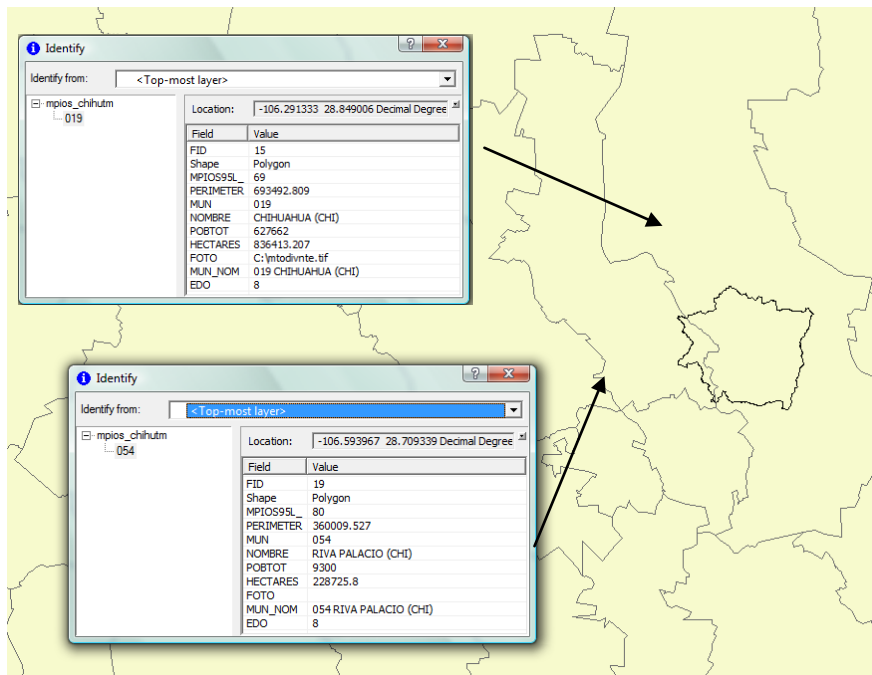 Identify
Identify from: <Top-most layer>
mpios_chihutm
019
Location: -106.291333 28.849006 Decimal Degree
Field Value
FID 15
Shape Polygon
MPIOS95L_ 69
PERIMETER 693492.809
MUN 019
NOMBRE CHIHUAHUA (CHI)
POBTOT 627662
HECTARES 836413.207
FOTO C:\mtodivnte.tif
MUN_NOM 019 CHIHUAHUA (CHI)
EDO 8
Identify
Identify from: <Top-most layer>
mpios_chihutm
054
Location: -106.593967 28.709339 Decimal Degree
Field Value
FID 19
Shape Polygon
MPIOS95L_ 80
PERIMETER 360009.527
MUN 054
NOMBRE RIVA PALACIO (CHI)
POBTOT 9300
HECTARES 228725.8
FOTO
MUN_NOM 054 RIVA PALACIO (CHI)
EDO 8